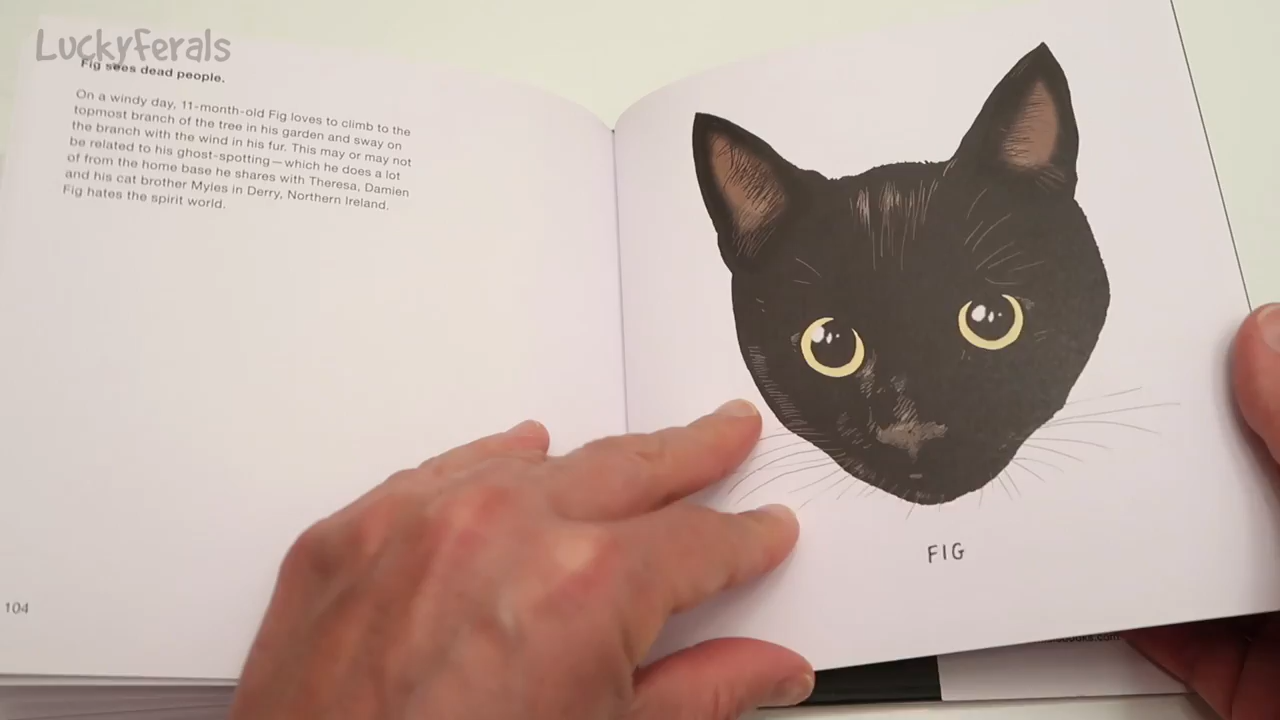 LuckyFerals
Fig sees dead people.
On a windy day, 11-month-old Fig loves to climb to the
topmost branch of the tree in his garden and sway on
the branch with the wind in his fur. This may or may not
be related to his ghost-spotting—which he does a lot
of from the home base he shares with Theresa, Damien
and his cat brother Myles in Derry, Northern Ireland.
Fig hates the spirit world.
FIG
104